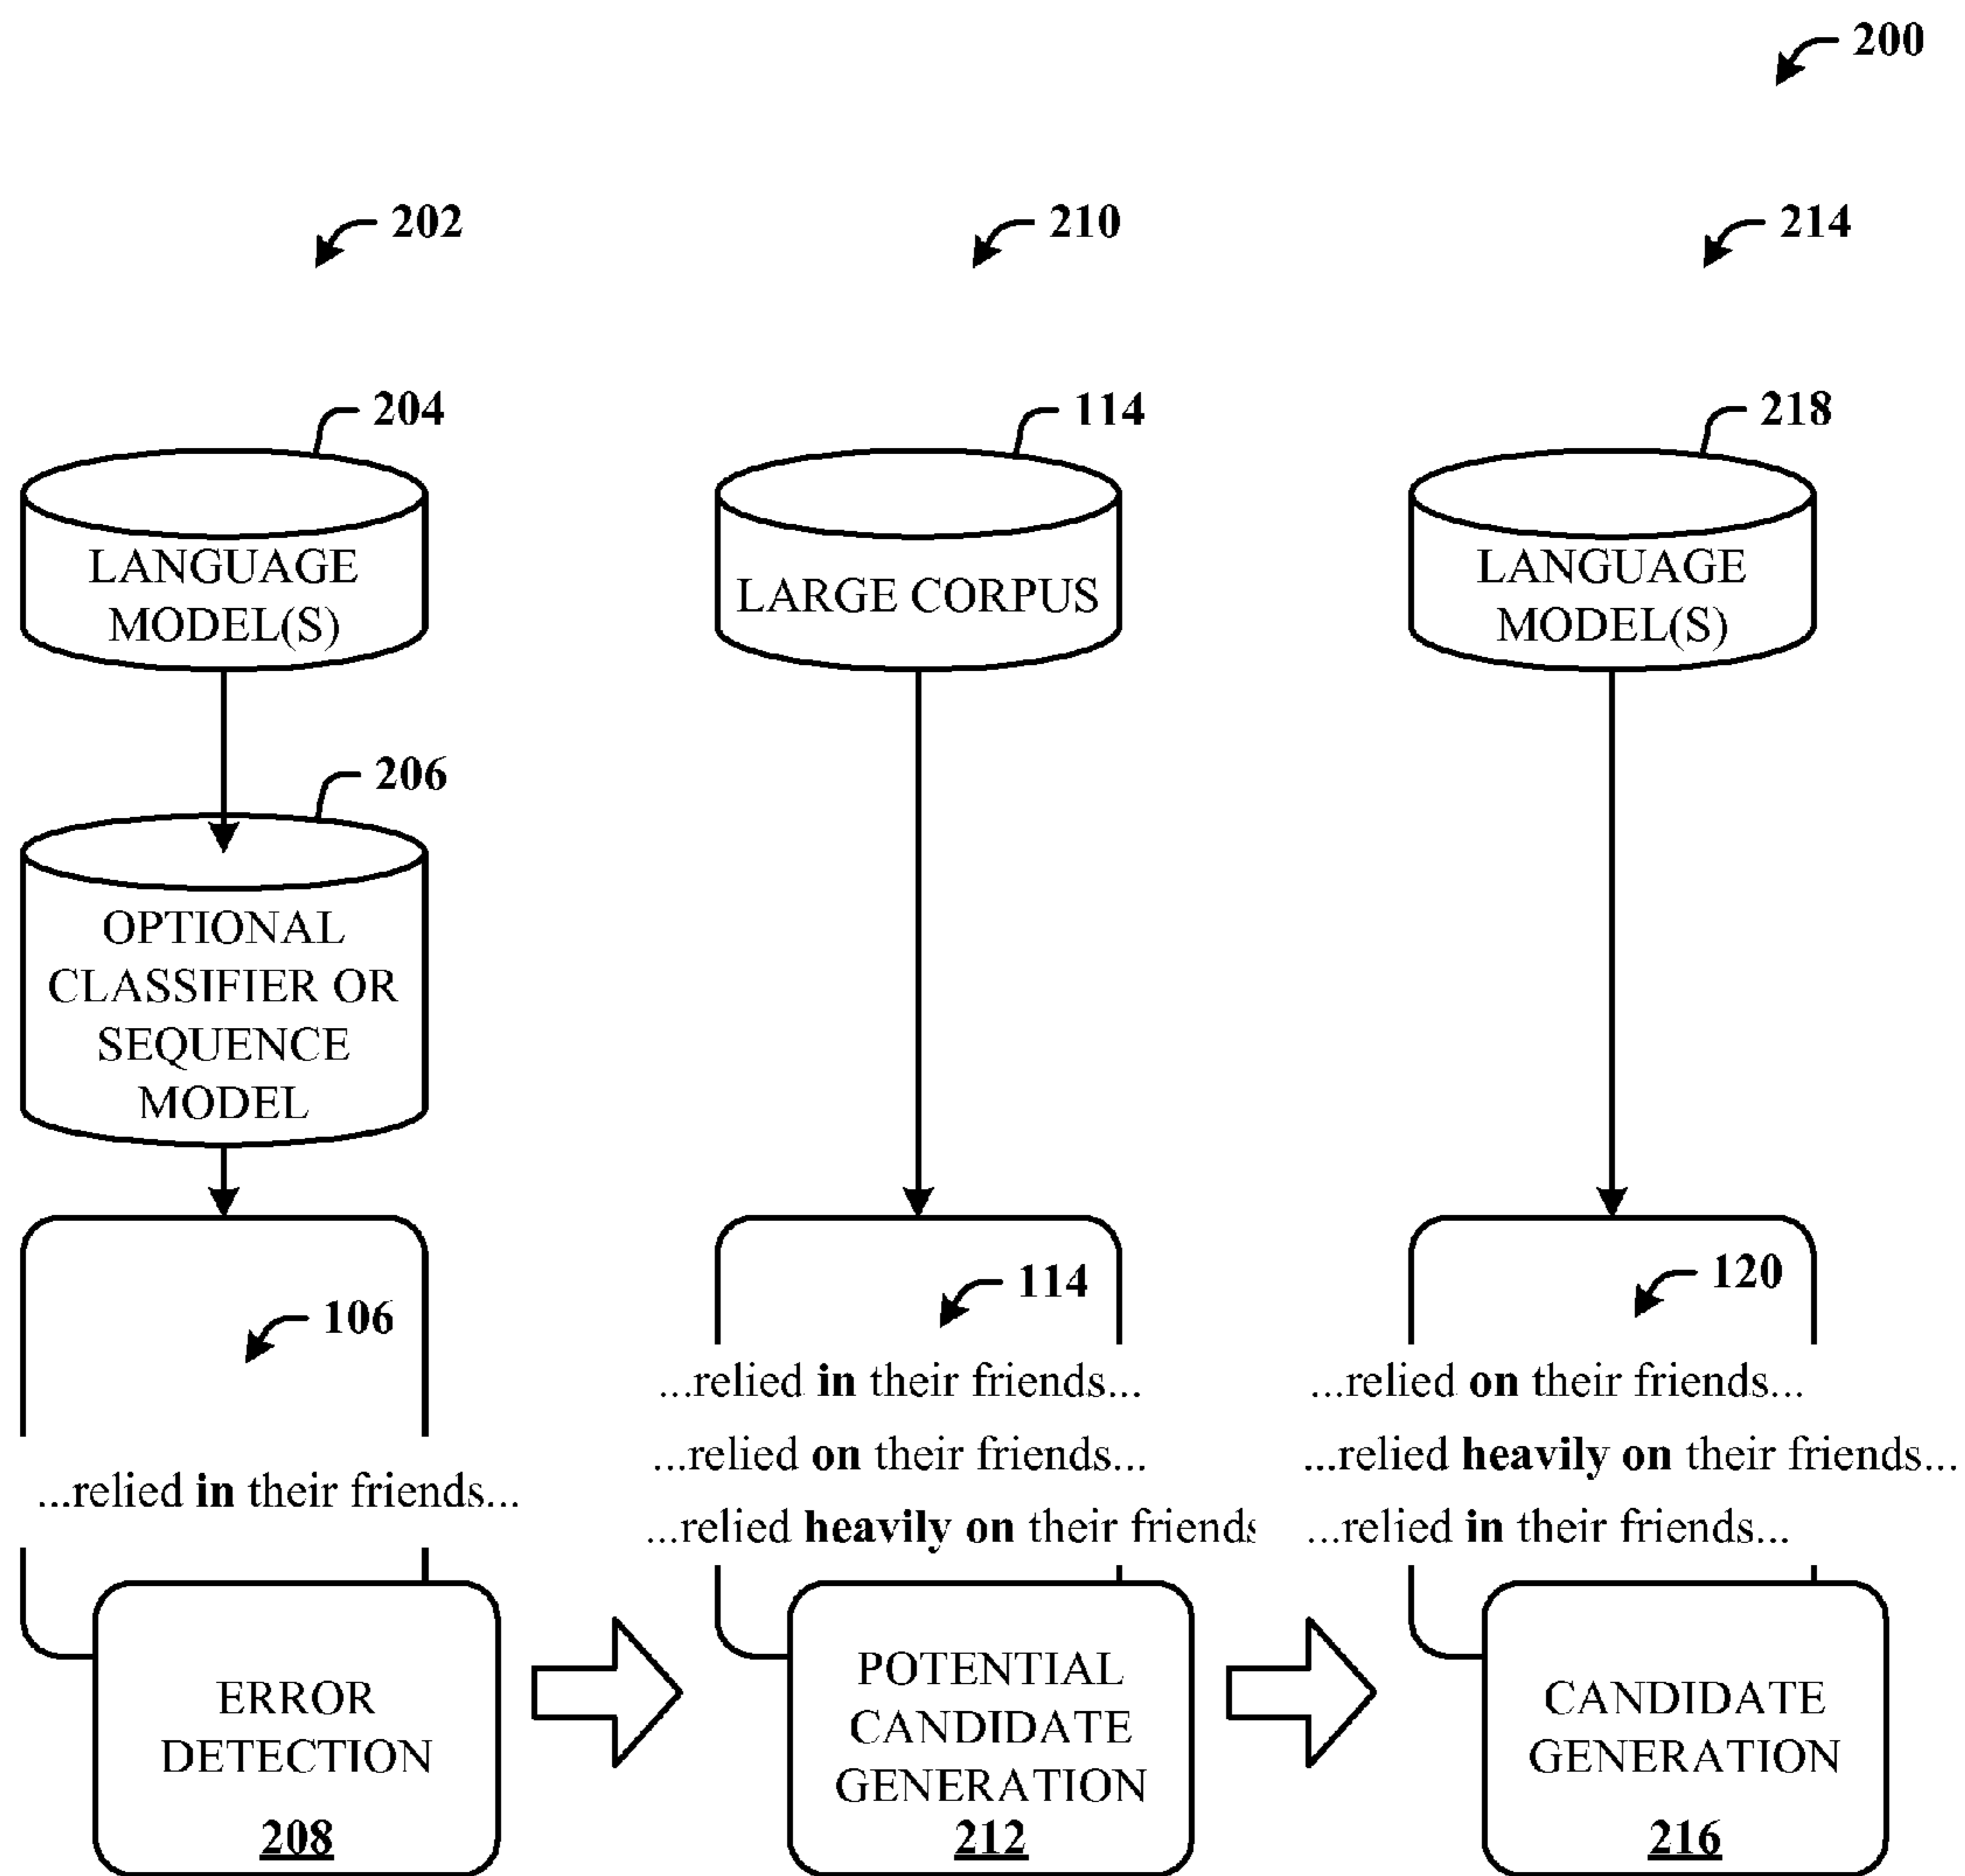 200
202
210
214
204
114
218
LANGUAGE
MODEL(S)
LARGE CORPUS
LANGUAGE
MODEL(S)
206
OPTIONAL
CLASSIFIER OR
SEQUENCE
MODEL
106
...relied in their friends...
ERROR
DETECTION
208
114
...relied in their friends...
...relied on their friends...
...relied heavily on their friends
POTENTIAL
CANDIDATE
GENERATION
212
120
...relied on their friends...
...relied heavily on their friends...
...relied in their friends...
CANDIDATE
GENERATION
216